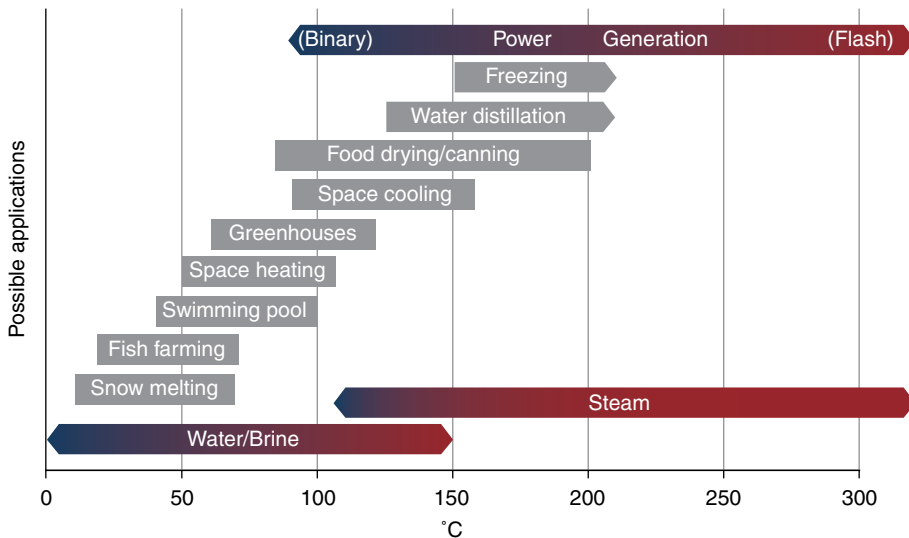 (Binary) Power Generation (Flash)
Freezing
Water distillation
Food drying/canning
Space cooling
Greenhouses
Space heating
Swimming pool
Fish farming
Snow melting
Steam
Water/Brine
Possible applications
0 50 100 150 200 250 300
˚C